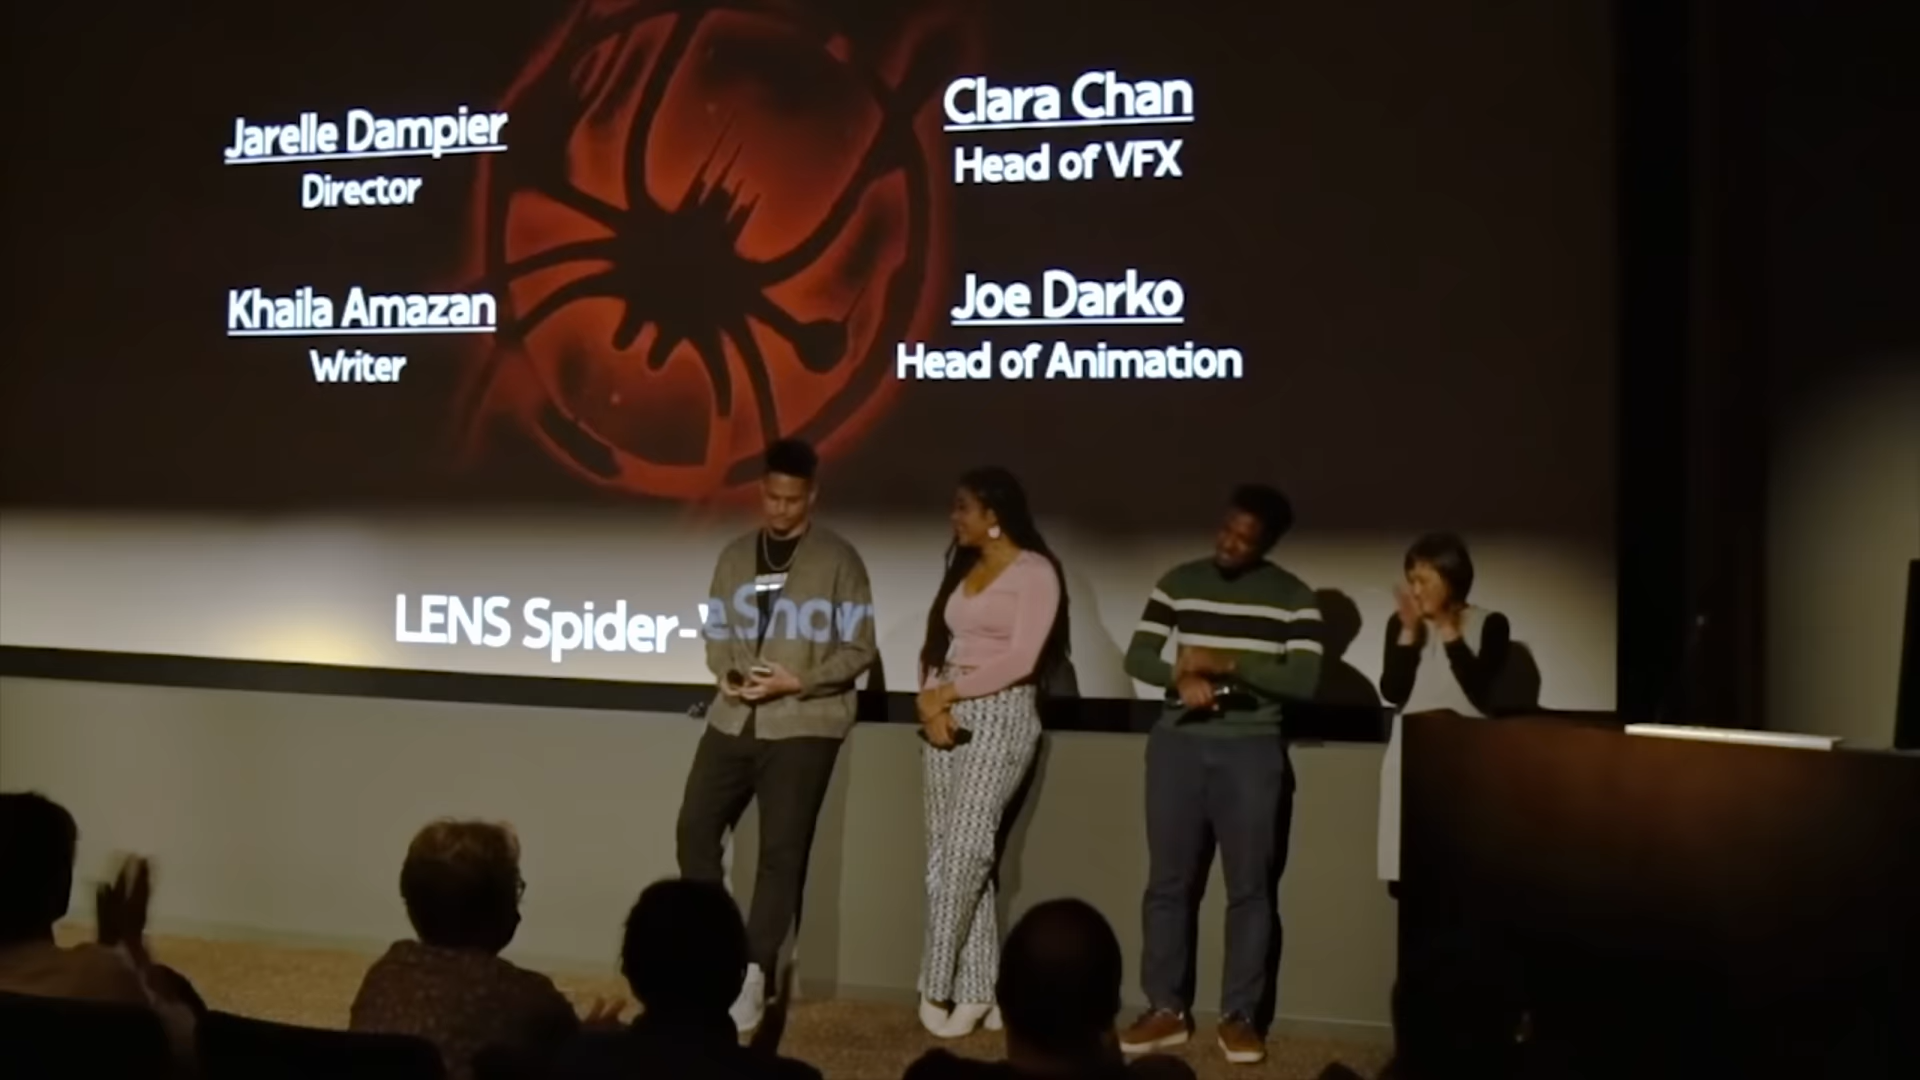 Jarelle Dampier
Director
Khaila Amazan
Writer
Clara Chan
Head of VFX
Joe Darko
Head of Animation
LENS Spider-